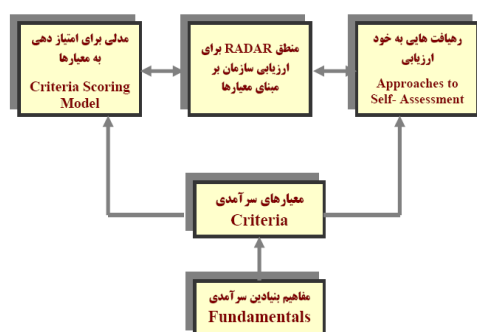 مدلی برای امتیاز دهی
به معیارها
Criteria Scoring
Model
منطق RADAR برای
ارزیابی سازمان بر
مبنای معیارها
رهیافت هایی به خود
ارزیابی
Approaches to
Self- Assessment
معیارهای سرآمدی
Criteria
مفاهیم بنیادین سرآمدی
Fundamentals